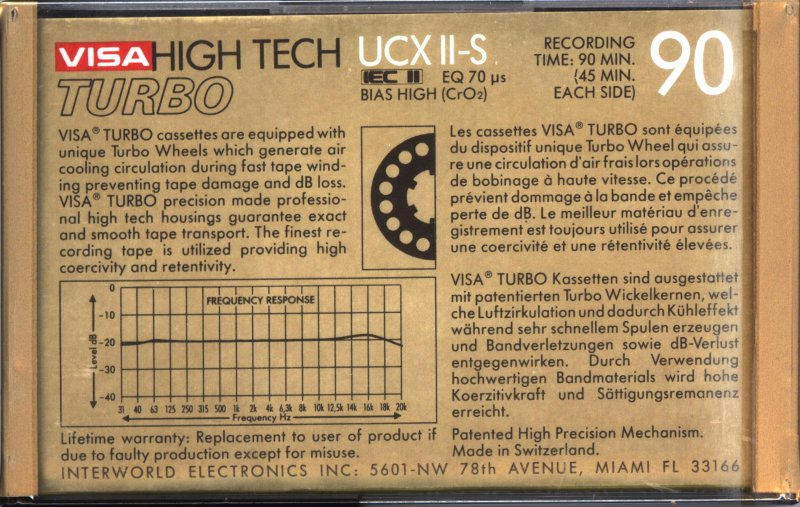 VISA HIGH TECH
TURBO
UCX II-S
IEC II EQ 70 µs
BIAS HIGH (CrO₂)
RECORDING
TIME: 90 MIN.
(45 MIN.
EACH SIDE)
90
VISA® TURBO cassettes are equipped with
unique Turbo Wheels which generate air
cooling circulation during fast tape wind-
ing preventing tape damage and dB loss.
VISA® TURBO precision made professio-
nal high tech housings guarantee exact
and smooth tape transport. The finest re-
cording tape is utilized providing high
coercivity and retentivity.
Les cassettes VISA® TURBO sont équipées
du dispositif unique Turbo Wheel qui assu-
re une circulation d'air frais lors opérations
de bobinage à haute vitesse. Ce procédé
prévient dommage à la bande et empêche
perte de dB. Le meilleur matériau d'enre-
gistrement est toujours utilisé pour assurer
une coercivité et une rétentivité élevées.
VISA® TURBO Kassetten sind ausgestattet
mit patentierten Turbo Wickelkernen, wel-
che Luftzirkulation und dadurch Kühleffekt
während sehr schnellem Spulen erzeugen
und Bandverletzungen sowie dB-Verlust
entgegenwirken. Durch Verwendung
hochwertigen Bandmaterials wird hohe
Koerzitivkraft und Sättigungsremanenz
erreicht.
FREQUENCY RESPONSE
Level dB
0
-10
-20
-30
-40
31 40 63 125 250 315 500 1k 2k 4k 6,3k 8k 10k 12,5k 14k 16k 18k 20k
Frequency Hz
Lifetime warranty: Replacement to user of product if
due to faulty production except for misuse.
Patented High Precision Mechanism.
Made in Switzerland.
INTERWORLD ELECTRONICS INC: 5601-NW 78th AVENUE, MIAMI FL 33166